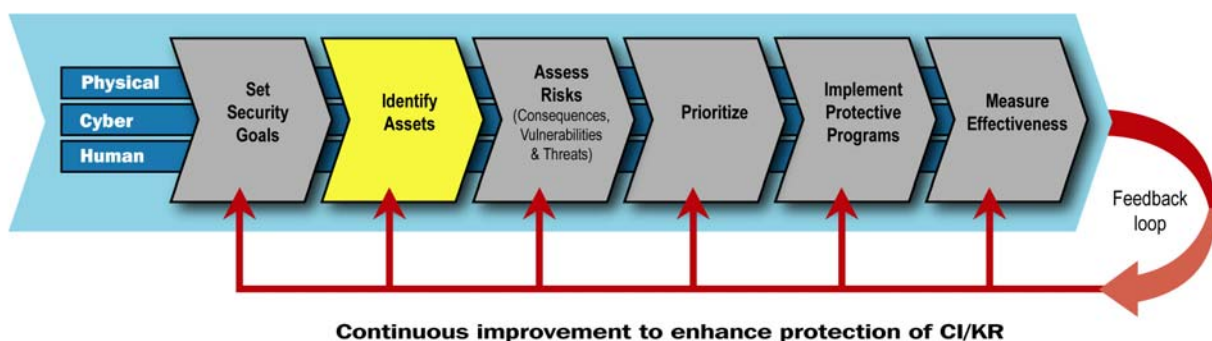 Physical
Cyber
Human
Set
Security
Goals
Identify
Assets
Assess
Risks
(Consequences,
Vulnerabilities
& Threats)
Prioritize
Implement
Protective
Programs
Measure
Effectiveness
Feedback
loop
Continuous improvement to enhance protection of CI/KR